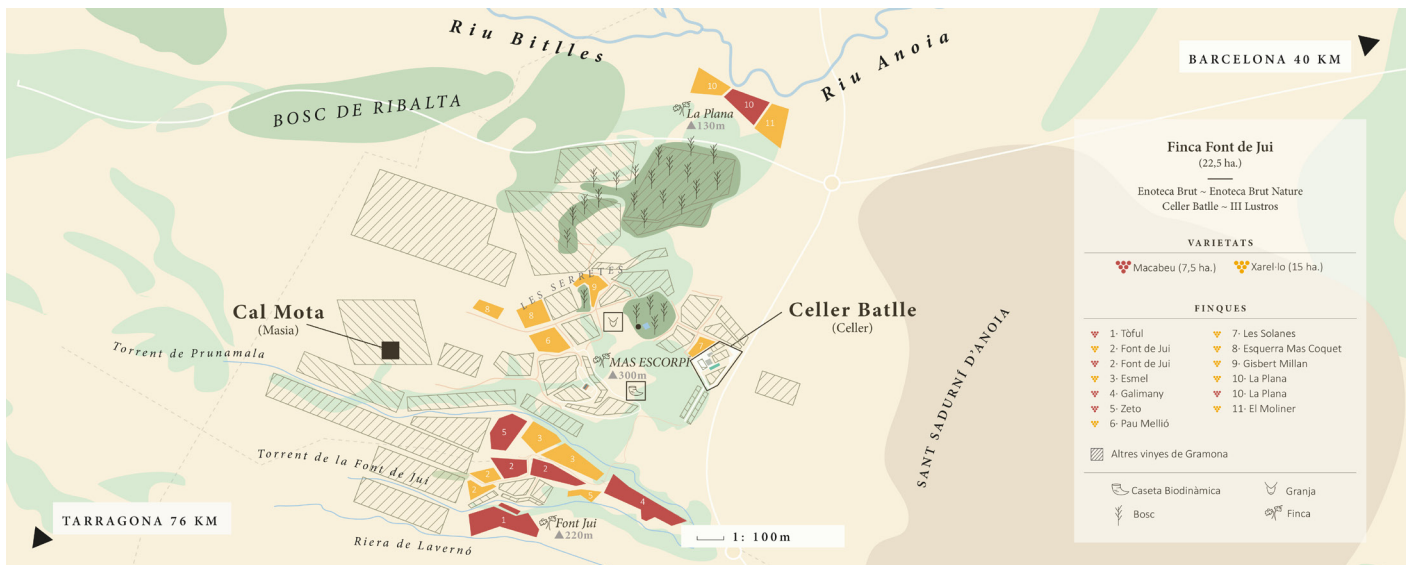 Riu Bitlles
Riu Anoia
BARCELONA 40 KM
BOSC DE RIBALTA
10
10
11
La Plana
130m
LES SERRETES
8
8
9
6
7
Cal Mota
(Masia)
Celler Batlle
(Celler)
MAS ESCORPÍ
300m
Torrent de Prunamala
Torrent de la Font de Jui
Riera de Lavernó
5
3
3
2
2
2
2
4
1
Font Jui
220m
TARRAGONA 76 KM
1: 100m
SANT SADURNÍ D'ANOIA
Finca Font de Jui
(22,5 ha.)
Enoteca Brut ~ Enoteca Brut Nature
Celler Batlle ~ III Lustros
VARIETATS
Macabeu (7,5 ha.) Xarel·lo (15 ha.)
FINQUES
1· Tòful
2· Font de Jui
2· Font de Jui
3· Esmel
4· Galimany
5· Zeto
6· Pau Mellió
7· Les Solanes
8· Esquerra Mas Coquet
9· Gisbert Millan
10· La Plana
10· La Plana
11· El Moliner
Altres vinyes de Gramona
Caseta Biodinàmica
Granja
Bosc
Finca